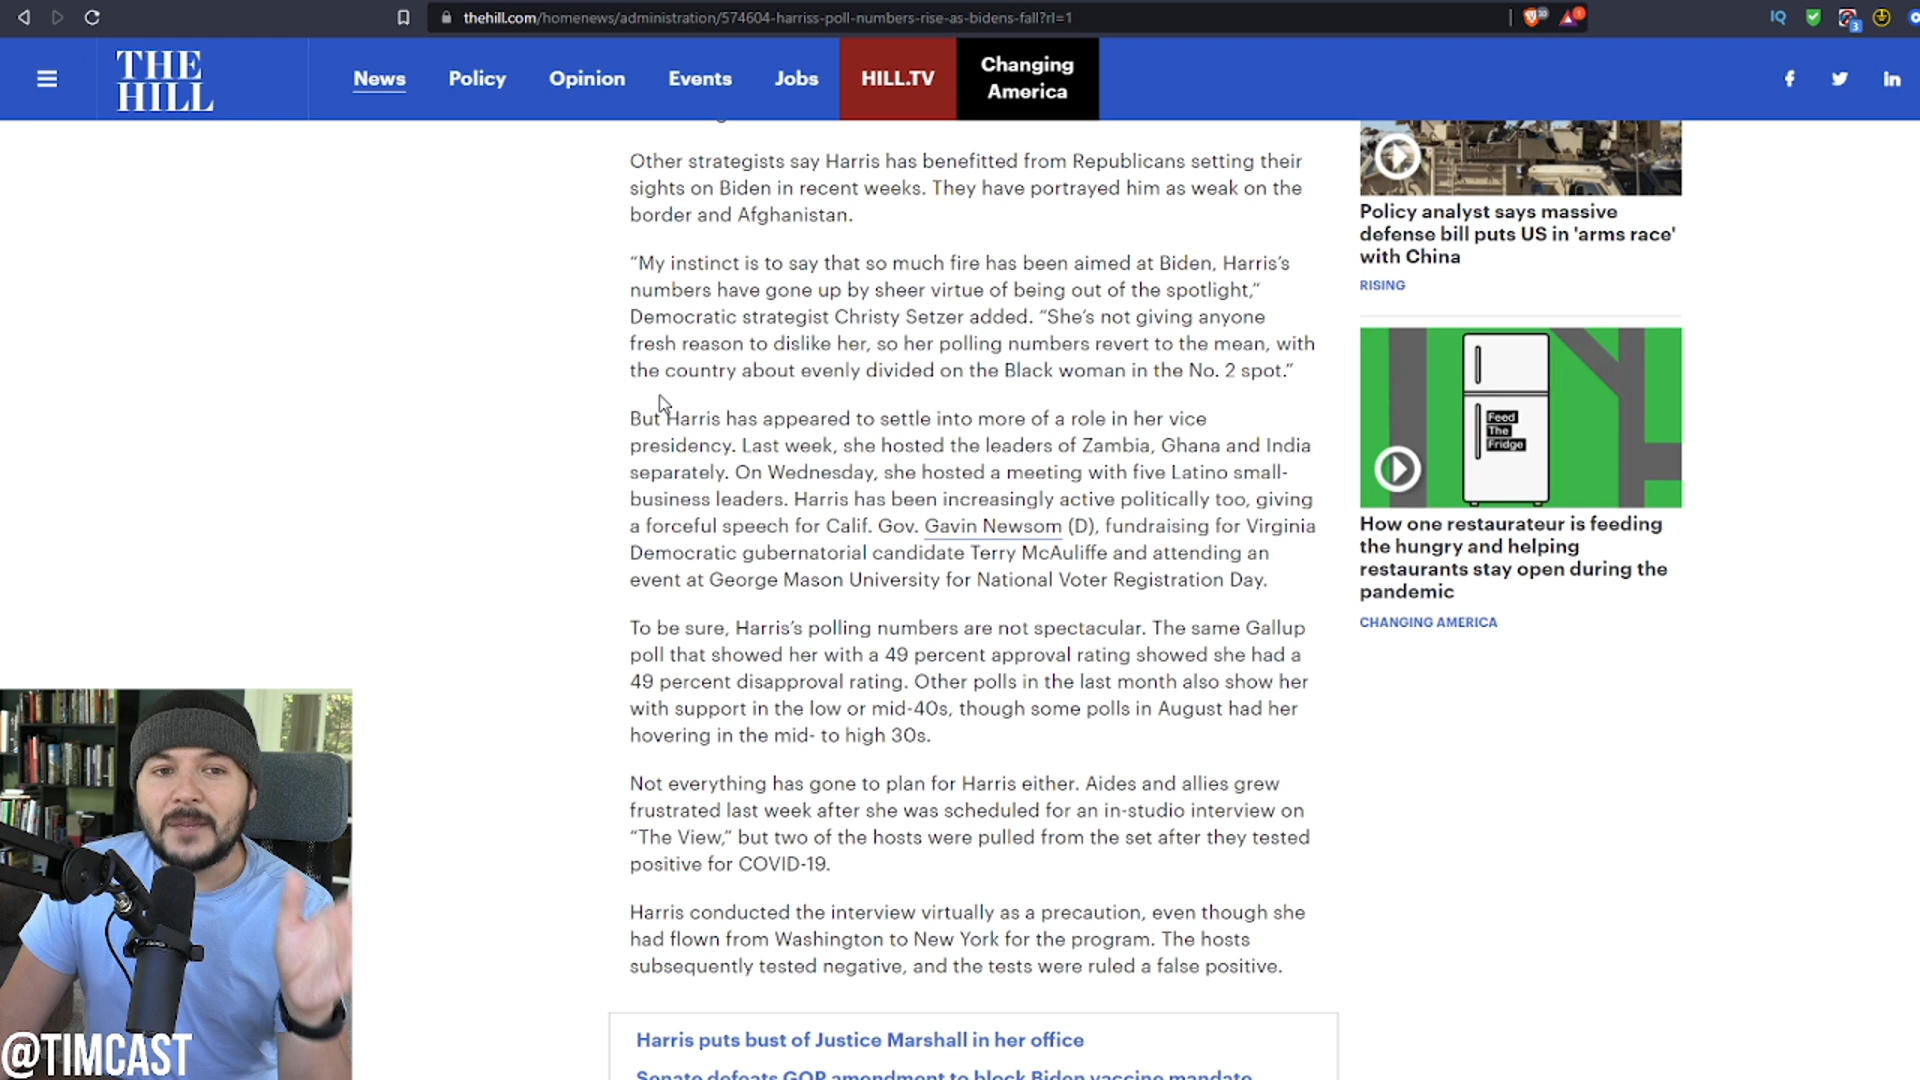 thehill.com/homenews/administration/574604-harriss-poll-numbers-rise-as-bidens-fall?rl=1
IQ
3
THE
HILL
News
Policy
Opinion
Events
Jobs
HILL.TV
Changing
America
Other strategists say Harris has benefitted from Republicans setting their
sights on Biden in recent weeks. They have portrayed him as weak on the
border and Afghanistan.
“My instinct is to say that so much fire has been aimed at Biden, Harris’s
numbers have gone up by sheer virtue of being out of the spotlight,”
Democratic strategist Christy Setzer added. “She’s not giving anyone
fresh reason to dislike her, so her polling numbers revert to the mean, with
the country about evenly divided on the Black woman in the No. 2 spot.”
But Harris has appeared to settle into more of a role in her vice
presidency. Last week, she hosted the leaders of Zambia, Ghana and India
separately. On Wednesday, she hosted a meeting with five Latino small-
business leaders. Harris has been increasingly active politically too, giving
a forceful speech for Calif. Gov. Gavin Newsom (D), fundraising for Virginia
Democratic gubernatorial candidate Terry McAuliffe and attending an
event at George Mason University for National Voter Registration Day.
To be sure, Harris’s polling numbers are not spectacular. The same Gallup
poll that showed her with a 49 percent approval rating showed she had a
49 percent disapproval rating. Other polls in the last month also show her
with support in the low or mid-40s, though some polls in August had her
hovering in the mid- to high 30s.
Not everything has gone to plan for Harris either. Aides and allies grew
frustrated last week after she was scheduled for an in-studio interview on
“The View,” but two of the hosts were pulled from the set after they tested
positive for COVID-19.
Harris conducted the interview virtually as a precaution, even though she
had flown from Washington to New York for the program. The hosts
subsequently tested negative, and the tests were ruled a false positive.
Harris puts bust of Justice Marshall in her office
Senate defeats GOP amendment to block Biden vaccine mandate
Policy analyst says massive
defense bill puts US in 'arms race'
with China
RISING
Feed
The
Fridge
How one restaurateur is feeding
the hungry and helping
restaurants stay open during the
pandemic
CHANGING AMERICA
@TIMCAST